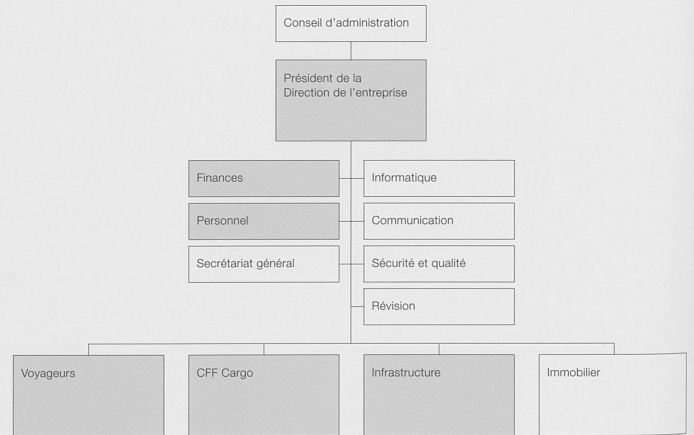 Conseil d'administration
Président de la
Direction de l'entreprise
Finances
Informatique
Personnel
Communication
Secrétariat général
Sécurité et qualité
Révision
Voyageurs
CFF Cargo
Infrastructure
Immobilier